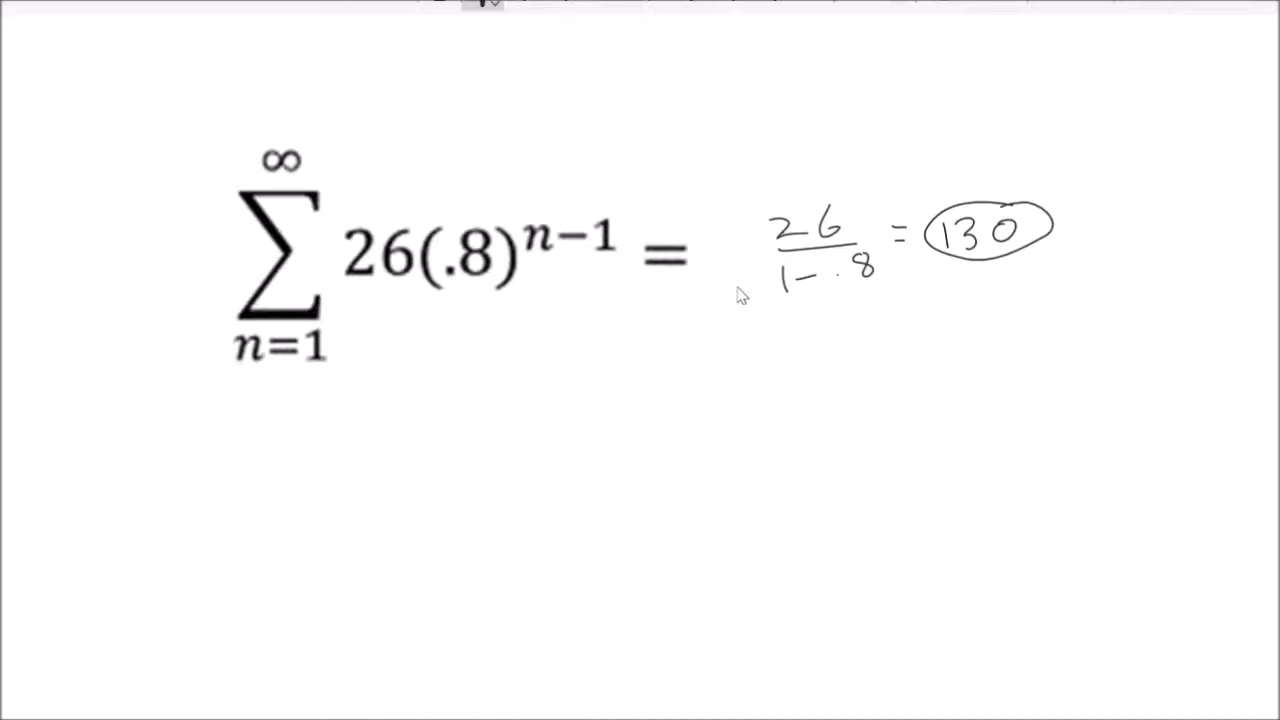 ∞
∑ 26(.8)ⁿ⁻¹ = 26/(1-.8) = 130
n=1